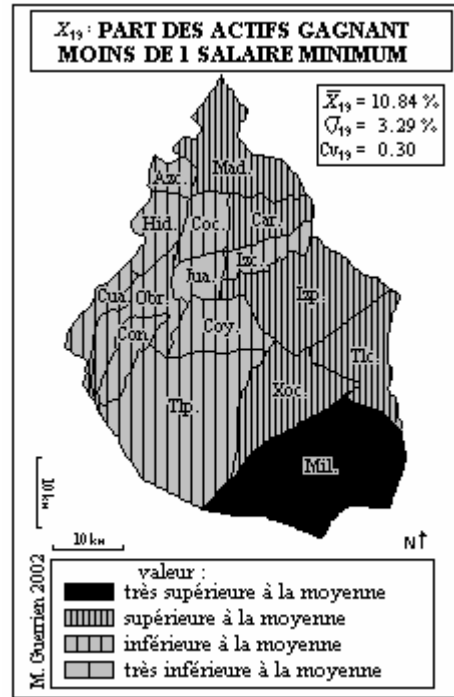 X₁₉ : PART DES ACTIFS GAGNANT
MOINS DE 1 SALAIRE MINIMUM
X̅₁₉ = 10.84 %
σ₁₉ = 3.29 %
Cv₁₉ = 0.30
Azc.
Mad.
Hid.
Coc.
Car.
Izc.
Jua.
Cua.
Obr.
Izp.
Con.
Coy.
Tlc.
Tlp.
Xoc.
Mil.
10 km
10 km
N↑
M. Guerrien 2002
valeur :
très supérieure à la moyenne
supérieure à la moyenne
inférieure à la moyenne
très inférieure à la moyenne